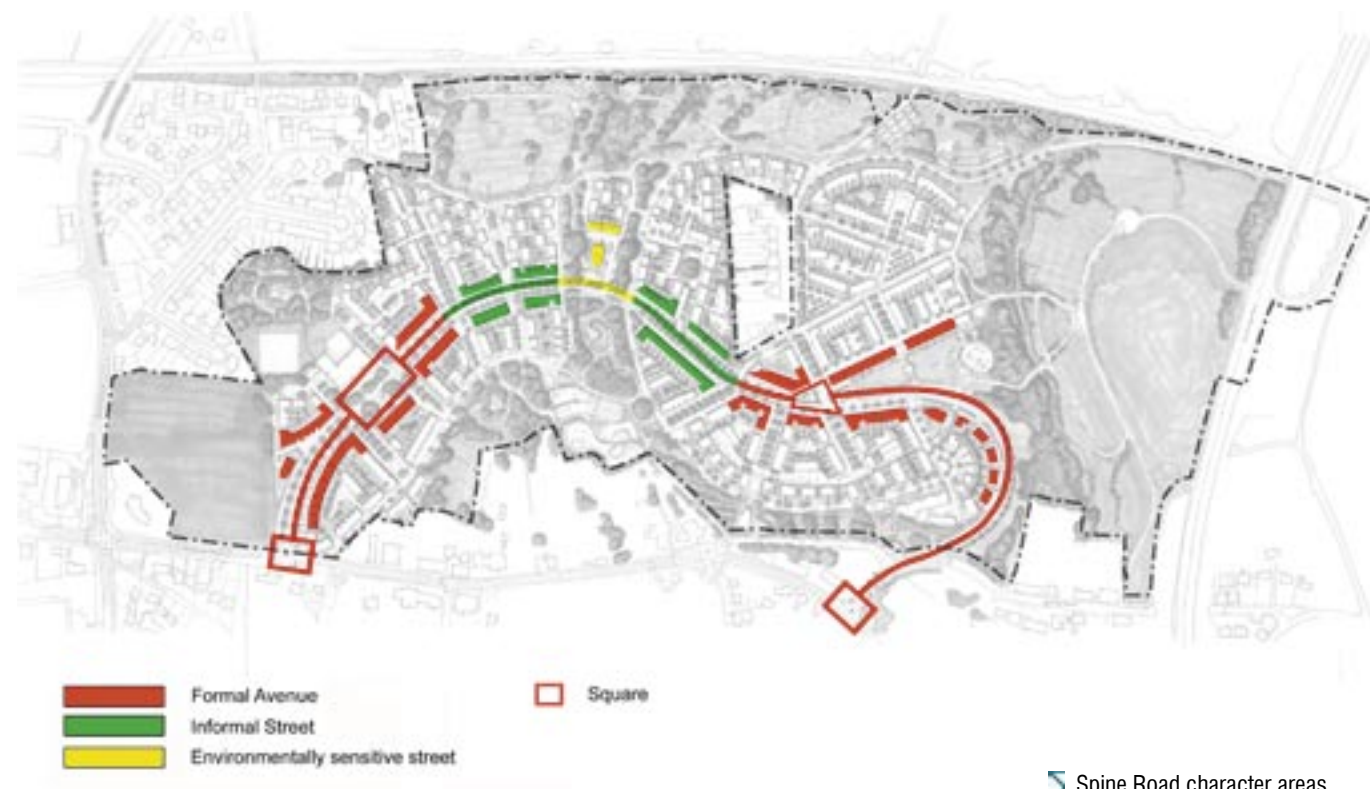 Formal Avenue
Square
Informal Street
Environmentally sensitive street
Spine Road character areas